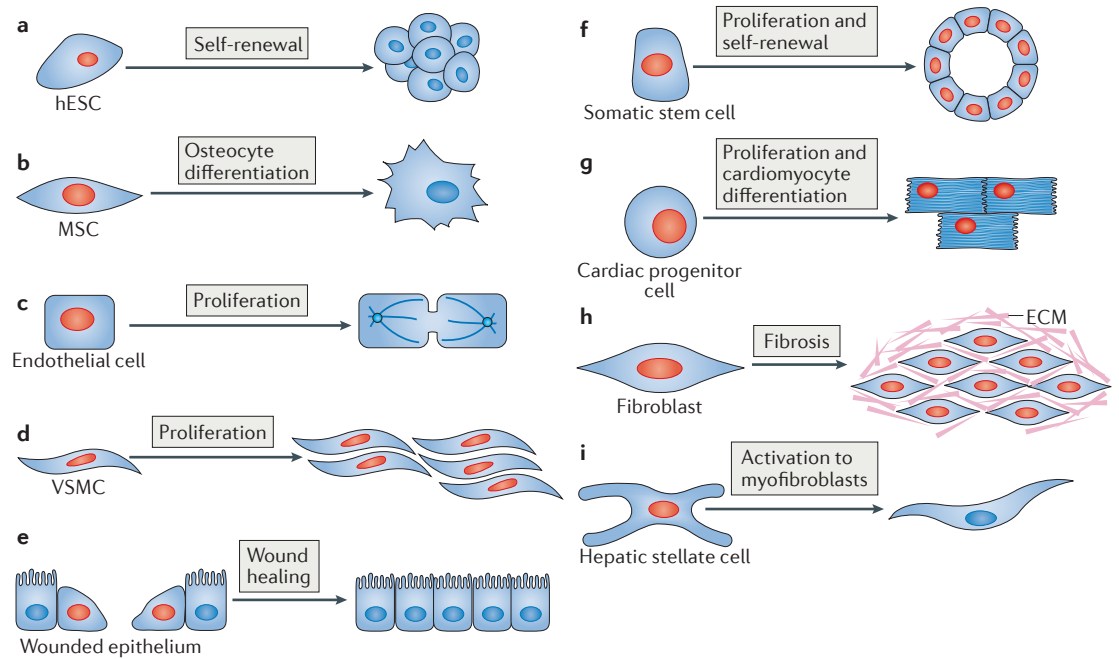 a
Self-renewal
hESC
b
Osteocyte
differentiation
MSC
c
Proliferation
Endothelial cell
d
Proliferation
VSMC
e
Wound
healing
Wounded epithelium
f
Proliferation and
self-renewal
Somatic stem cell
g
Proliferation and
cardiomyocyte
differentiation
Cardiac progenitor
cell
h
ECM
Fibrosis
Fibroblast
i
Activation to
myofibroblasts
Hepatic stellate cell